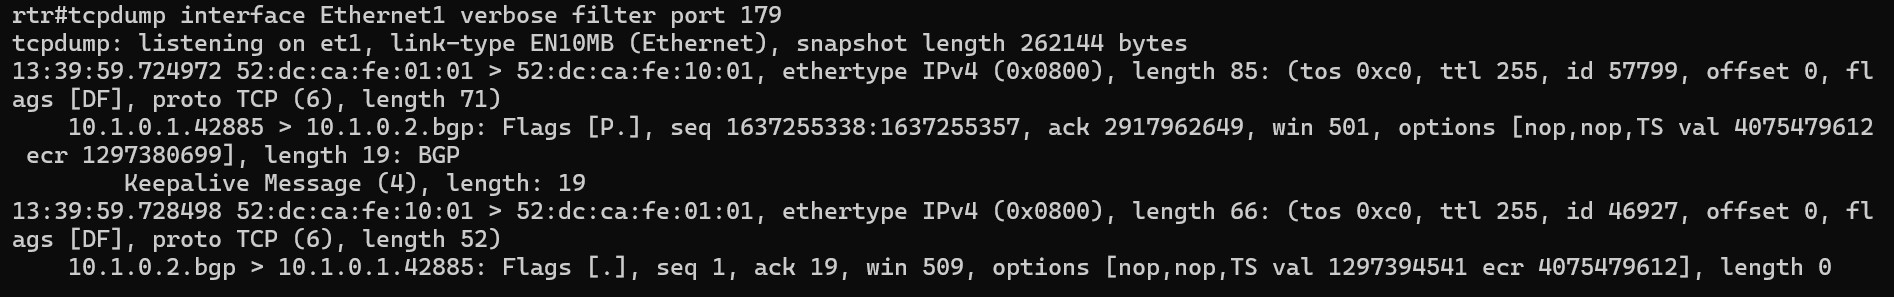 rtr#tcpdump interface Ethernet1 verbose filter port 179
tcpdump: listening on et1, link-type EN10MB (Ethernet), snapshot length 262144 bytes
13:39:59.724972 52:dc:ca:fe:01:01 > 52:dc:ca:fe:10:01, ethertype IPv4 (0x0800), length 85: (tos 0xc0, ttl 255, id 57799, offset 0, fl
ags [DF], proto TCP (6), length 71)
    10.1.0.1.42885 > 10.1.0.2.bgp: Flags [P.], seq 1637255338:1637255357, ack 2917962649, win 501, options [nop,nop,TS val 4075479612
 ecr 1297380699], length 19: BGP
        Keepalive Message (4), length: 19
13:39:59.728498 52:dc:ca:fe:10:01 > 52:dc:ca:fe:01:01, ethertype IPv4 (0x0800), length 66: (tos 0xc0, ttl 255, id 46927, offset 0, fl
ags [DF], proto TCP (6), length 52)
    10.1.0.2.bgp > 10.1.0.1.42885: Flags [.], seq 1, ack 19, win 509, options [nop,nop,TS val 1297394541 ecr 4075479612], length 0